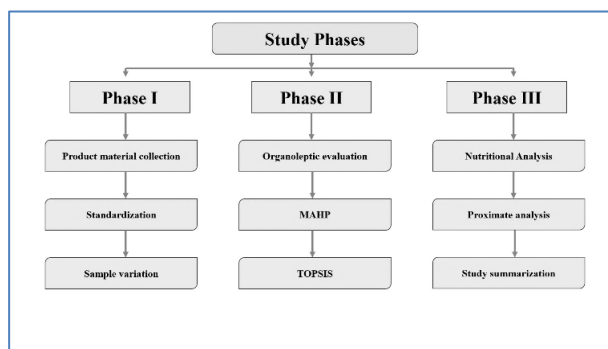 Study Phases
Phase I
Phase II
Phase III
Product material collection
Organoleptic evaluation
Nutritional Analysis
Standardization
MAHP
Proximate analysis
Sample variation
TOPSIS
Study summarization